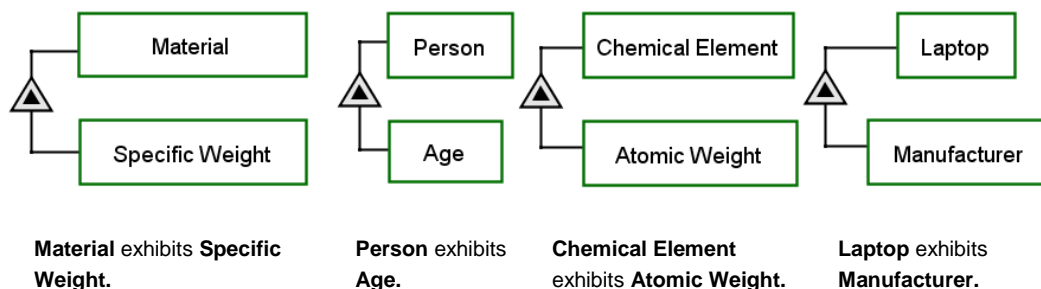 Material
Specific Weight
Person
Age
Chemical Element
Atomic Weight
Laptop
Manufacturer
Material exhibits Specific
Weight.
Person exhibits
Age.
Chemical Element
exhibits Atomic Weight.
Laptop exhibits
Manufacturer.